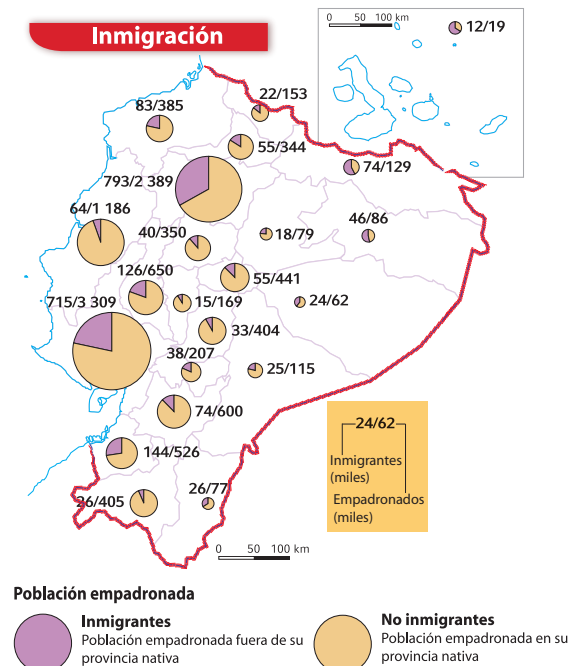 Inmigración
0 50 100 km
12/19
22/153
83/385
55/344
74/129
793/2 389
64/1 186
40/350
18/79
46/86
126/650
55/441
715/3 309
15/169
24/62
33/404
38/207
25/115
74/600
144/526
26/405
26/77
24/62
Inmigrantes
(miles)
Empadronados
(miles)
0 50 100 km
Población empadronada
Inmigrantes
Población empadronada fuera de su
provincia nativa
No inmigrantes
Población empadronada en su
provincia nativa